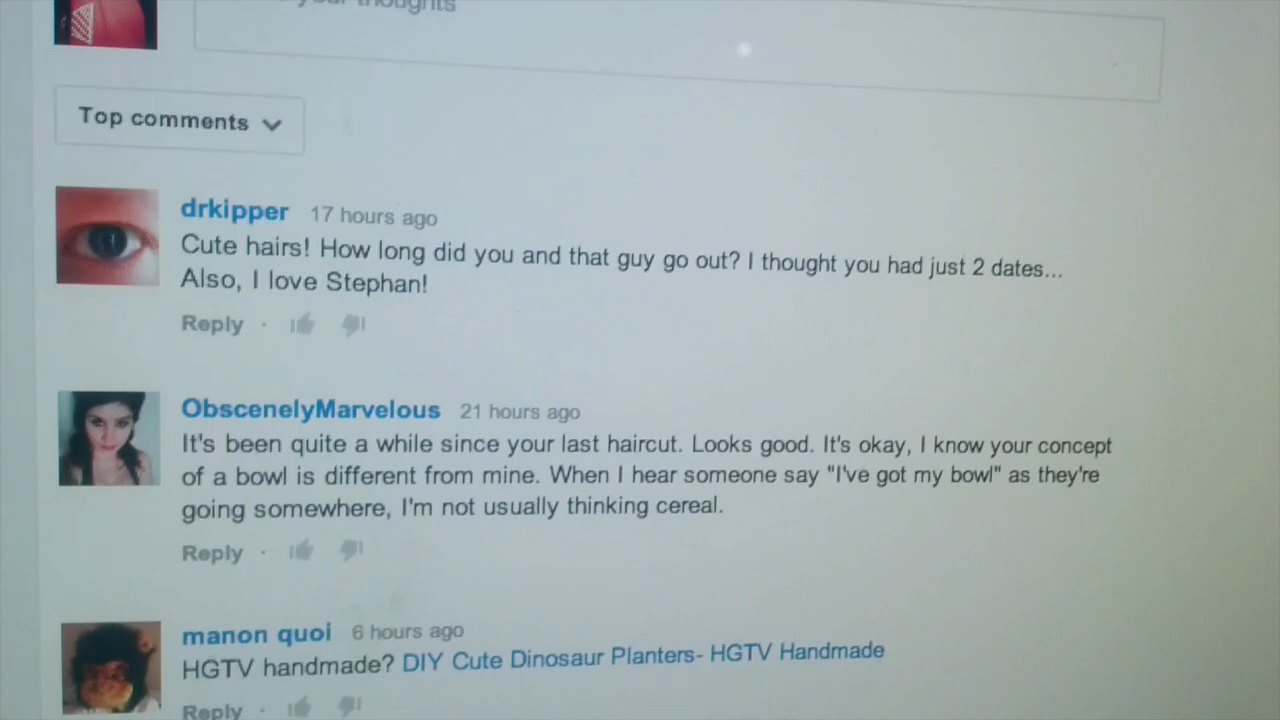 your thoughts
Top comments
drkipper 17 hours ago
Cute hairs! How long did you and that guy go out? I thought you had just 2 dates...
Also, I love Stephan!
Reply ·
ObscenelyMarvelous 21 hours ago
It's been quite a while since your last haircut. Looks good. It's okay, I know your concept
of a bowl is different from mine. When I hear someone say "I've got my bowl" as they're
going somewhere, I'm not usually thinking cereal.
Reply ·
manon quoi 6 hours ago
HGTV handmade? DIY Cute Dinosaur Planters- HGTV Handmade
Reply ·